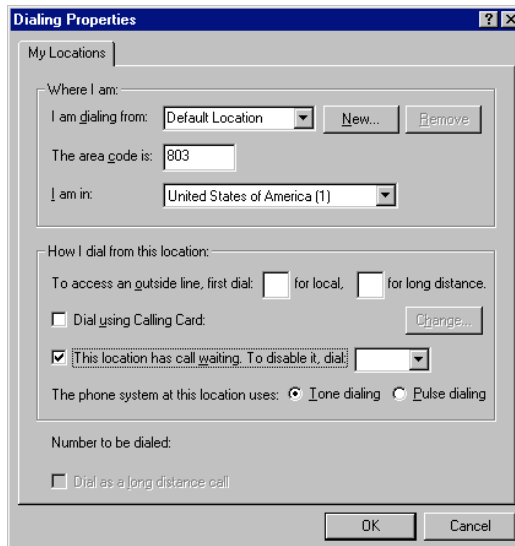 Dialing Properties
My Locations
Where I am:
I am dialing from: Default Location New... Remove
The area code is: 803
I am in: United States of America (1)
How I dial from this location:
To access an outside line, first dial: for local, for long distance.
Dial using Calling Card: Change...
This location has call waiting. To disable it, dial:
The phone system at this location uses: Tone dialing Pulse dialing
Number to be dialed:
Dial as a long distance call
OK Cancel